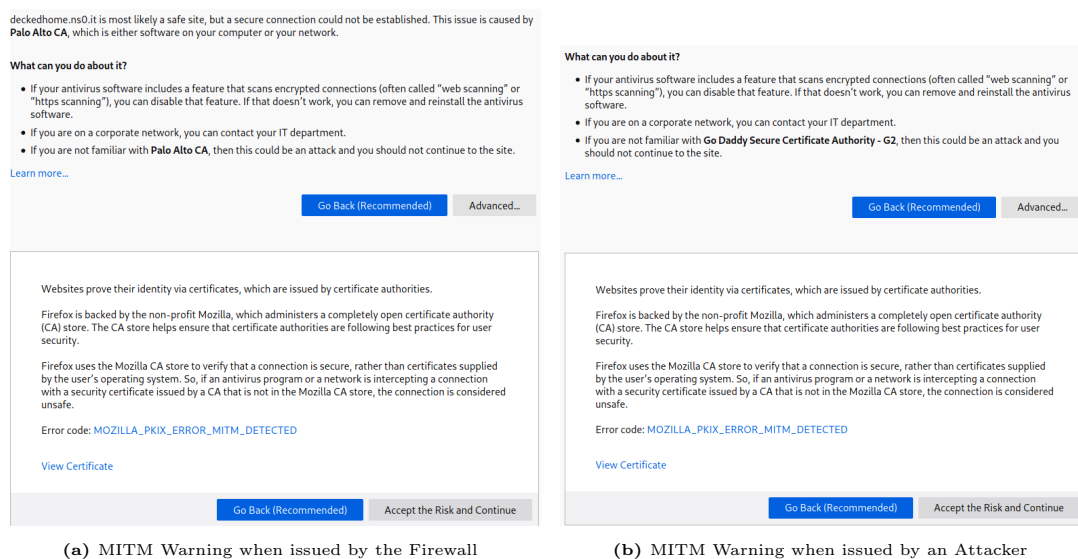 deckedhome.ns0.it is most likely a safe site, but a secure connection could not be established. This issue is caused by
Palo Alto CA, which is either software on your computer or your network.
What can you do about it?
• If your antivirus software includes a feature that scans encrypted connections (often called "web scanning" or
"https scanning"), you can disable that feature. If that doesn't work, you can remove and reinstall the antivirus
software.
• If you are on a corporate network, you can contact your IT department.
• If you are not familiar with Palo Alto CA, then this could be an attack and you should not continue to the site.
Learn more...
Go Back (Recommended)
Advanced...
Websites prove their identity via certificates, which are issued by certificate authorities.
Firefox is backed by the non-profit Mozilla, which administers a completely open certificate authority
(CA) store. The CA store helps ensure that certificate authorities are following best practices for user
security.
Firefox uses the Mozilla CA store to verify that a connection is secure, rather than certificates supplied
by the user's operating system. So, if an antivirus program or a network is intercepting a connection
with a security certificate issued by a CA that is not in the Mozilla CA store, the connection is considered
unsafe.
Error code: MOZILLA_PKIX_ERROR_MITM_DETECTED
View Certificate
Go Back (Recommended)
Accept the Risk and Continue
(a) MITM Warning when issued by the Firewall
What can you do about it?
• If your antivirus software includes a feature that scans encrypted connections (often called "web scanning" or
"https scanning"), you can disable that feature. If that doesn't work, you can remove and reinstall the antivirus
software.
• If you are on a corporate network, you can contact your IT department.
• If you are not familiar with Go Daddy Secure Certificate Authority - G2, then this could be an attack and you
should not continue to the site.
Learn more...
Go Back (Recommended)
Advanced...
Websites prove their identity via certificates, which are issued by certificate authorities.
Firefox is backed by the non-profit Mozilla, which administers a completely open certificate authority
(CA) store. The CA store helps ensure that certificate authorities are following best practices for user
security.
Firefox uses the Mozilla CA store to verify that a connection is secure, rather than certificates supplied
by the user's operating system. So, if an antivirus program or a network is intercepting a connection
with a security certificate issued by a CA that is not in the Mozilla CA store, the connection is considered
unsafe.
Error code: MOZILLA_PKIX_ERROR_MITM_DETECTED
View Certificate
Go Back (Recommended)
Accept the Risk and Continue
(b) MITM Warning when issued by an Attacker